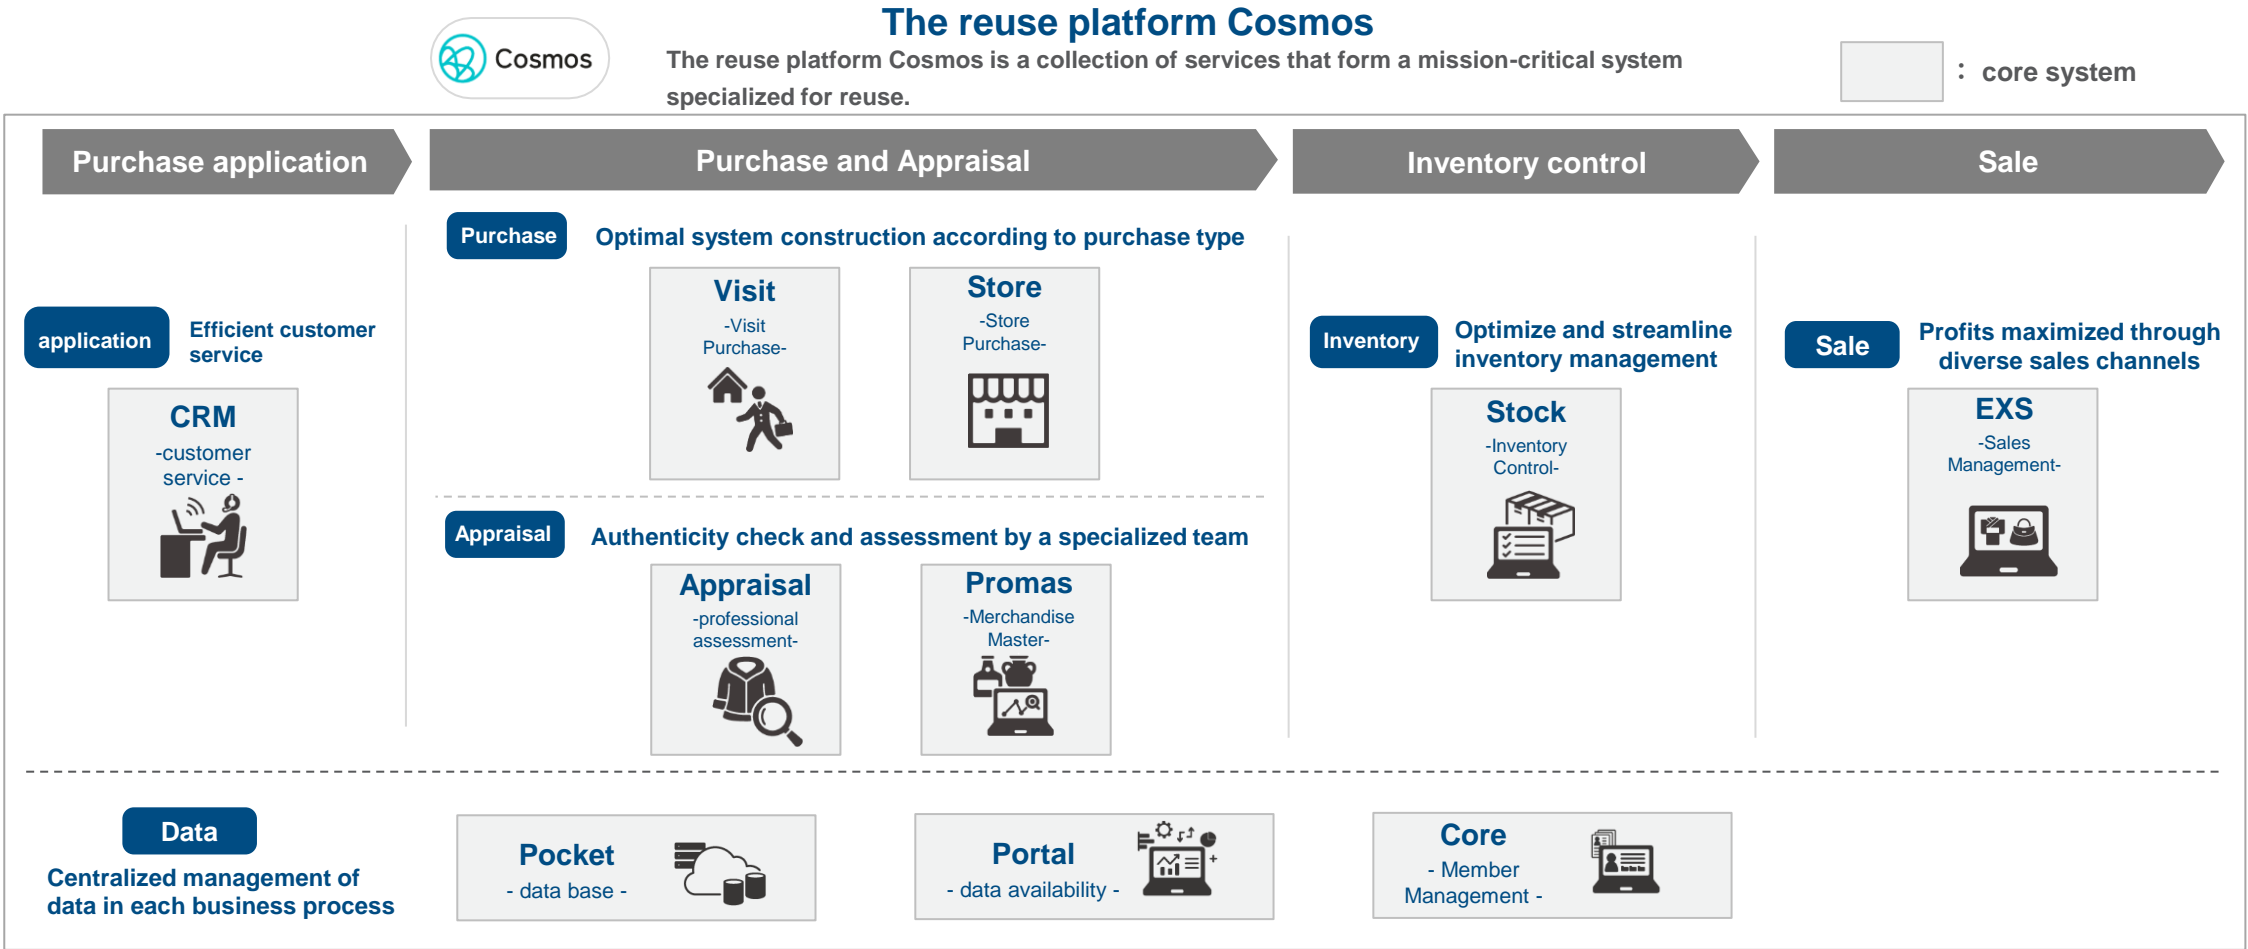 The reuse platform Cosmos
Cosmos
The reuse platform Cosmos is a collection of services that form a mission-critical system
specialized for reuse.
: core system
Purchase application
Purchase and Appraisal
Inventory control
Sale
application
Efficient customer
service
CRM
-customer
service -
Purchase
Optimal system construction according to purchase type
Visit
-Visit
Purchase-
Store
-Store
Purchase-
Appraisal
Authenticity check and assessment by a specialized team
Appraisal
-professional
assessment-
Promas
-Merchandise
Master-
Inventory
Optimize and streamline
inventory management
Stock
-Inventory
Control-
Sale
Profits maximized through
diverse sales channels
EXS
-Sales
Management-
Data
Centralized management of
data in each business process
Pocket
- data base -
Portal
- data availability -
Core
- Member
Management -